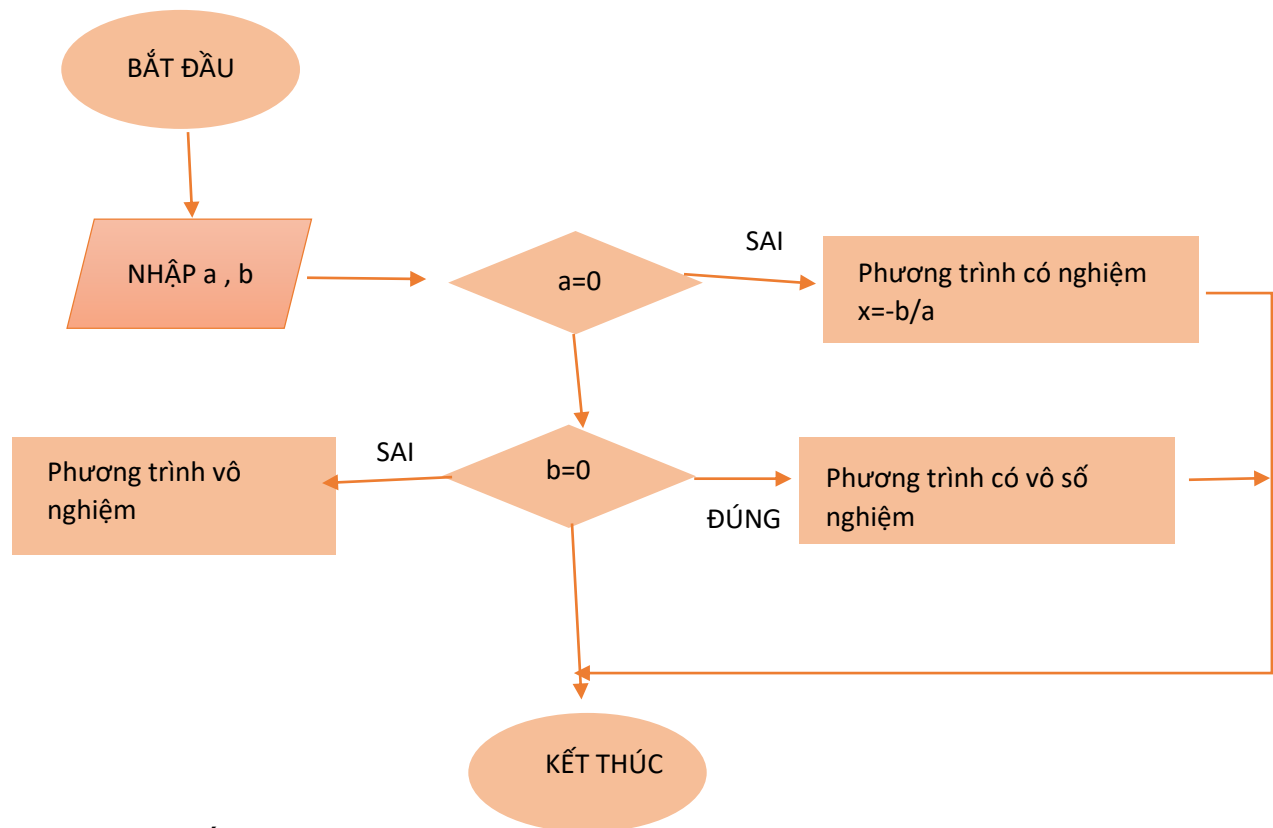 BẮT ĐẦU
NHẬP a , b
a=0
SAI
Phương trình có nghiệm
x=-b/a
Phương trình vô
nghiệm
SAI
b=0
ĐÚNG
Phương trình có vô số
nghiệm
KẾT THÚC